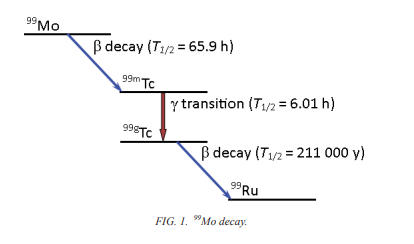 ⁹⁹Mo
β decay (T₁/₂ = 65.9 h)
⁹⁹ᵐTc
γ transition (T₁/₂ = 6.01 h)
⁹⁹ᵍTc
β decay (T₁/₂ = 211 000 y)
⁹⁹Ru
FIG. 1. ⁹⁹Mo decay.